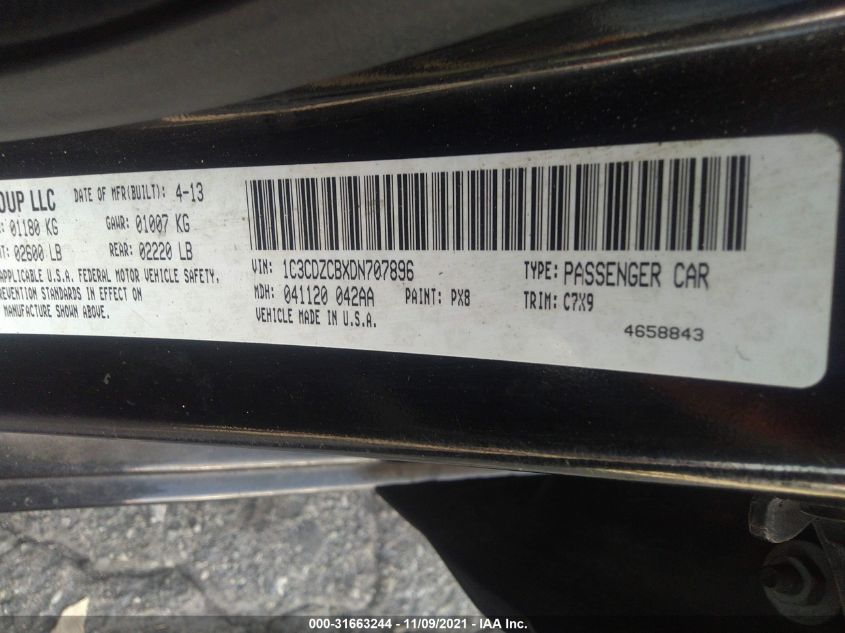 OUP LLC DATE OF MFR(BUILT): 4-13
: 01180 KG GAWR: 01007 KG
NT: 02600 LB REAR: 02220 LB
APPLICABLE U.S.A. FEDERAL MOTOR VEHICLE SAFETY,
REVENTION STANDARDS IN EFFECT ON
MANUFACTURE SHOWN ABOVE.
VIN: 1C3CDZCBXDN707896 TYPE: PASSENGER CAR
MDH: 041120 042AA PAINT: PX8 TRIM: C7X9
VEHICLE MADE IN U.S.A.
4658843
000-31663244 - 11/09/2021 - IAA Inc.